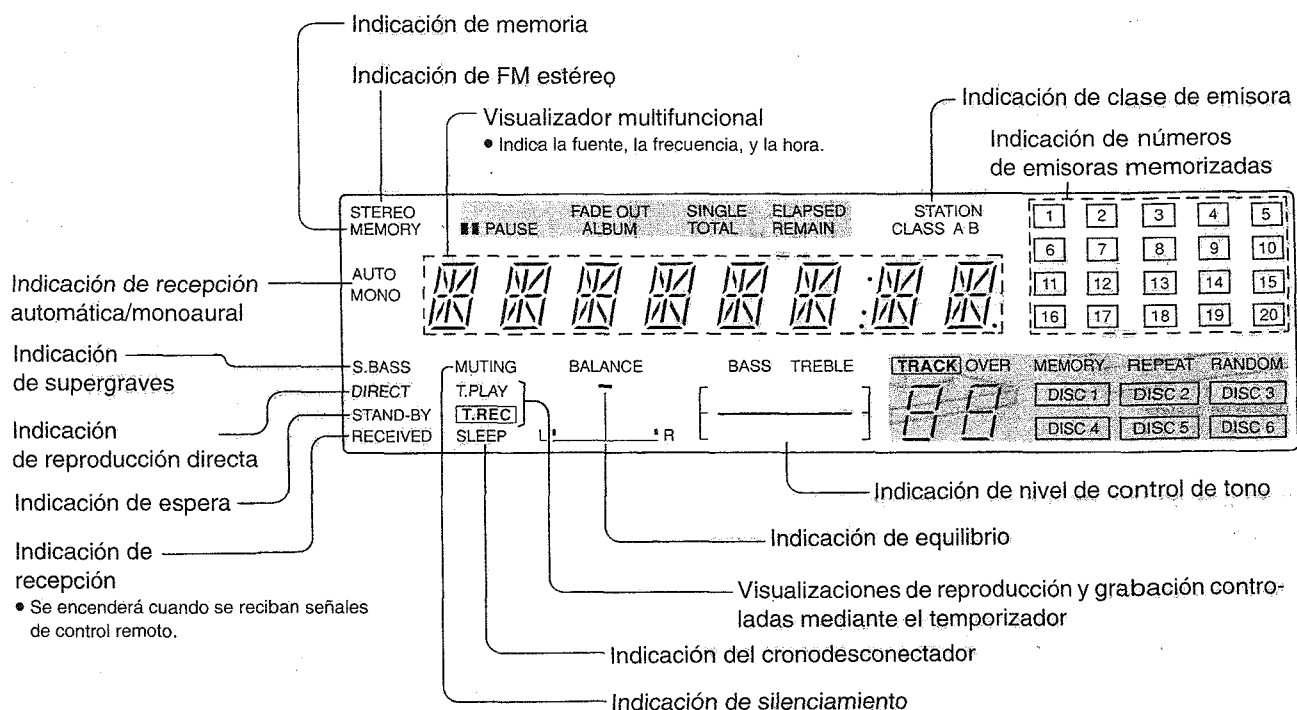 Indicación de memoria
Indicación de FM estéreo
Visualizador multifuncional
• Indica la fuente, la frecuencia, y la hora.
Indicación de clase de emisora
Indicación de números
de emisoras memorizadas
STEREO
MEMORY
PAUSE
FADE OUT
ALBUM
SINGLE
TOTAL
ELAPSED
REMAIN
STATION
CLASS A B
1 2 3 4 5
6 7 8 9 10
11 12 13 14 15
16 17 18 19 20
AUTO
MONO
Indicación de recepción
automática/monoaural
Indicación
de supergraves
Indicación
de reproducción directa
Indicación de espera
Indicación de
recepción
• Se encenderá cuando se reciban señales
de control remoto.
S.BASS
DIRECT
STAND-BY
RECEIVED
MUTING
T.PLAY
T.REC
SLEEP
BALANCE
L R
BASS TREBLE
TRACK OVER
MEMORY REPEAT RANDOM
DISC 1 DISC 2 DISC 3
DISC 4 DISC 5 DISC 6
Indicación de nivel de control de tono
Indicación de equilibrio
Visualizaciones de reproducción y grabación contro-
ladas mediante el temporizador
Indicación del cronodesconectador
Indicación de silenciamiento